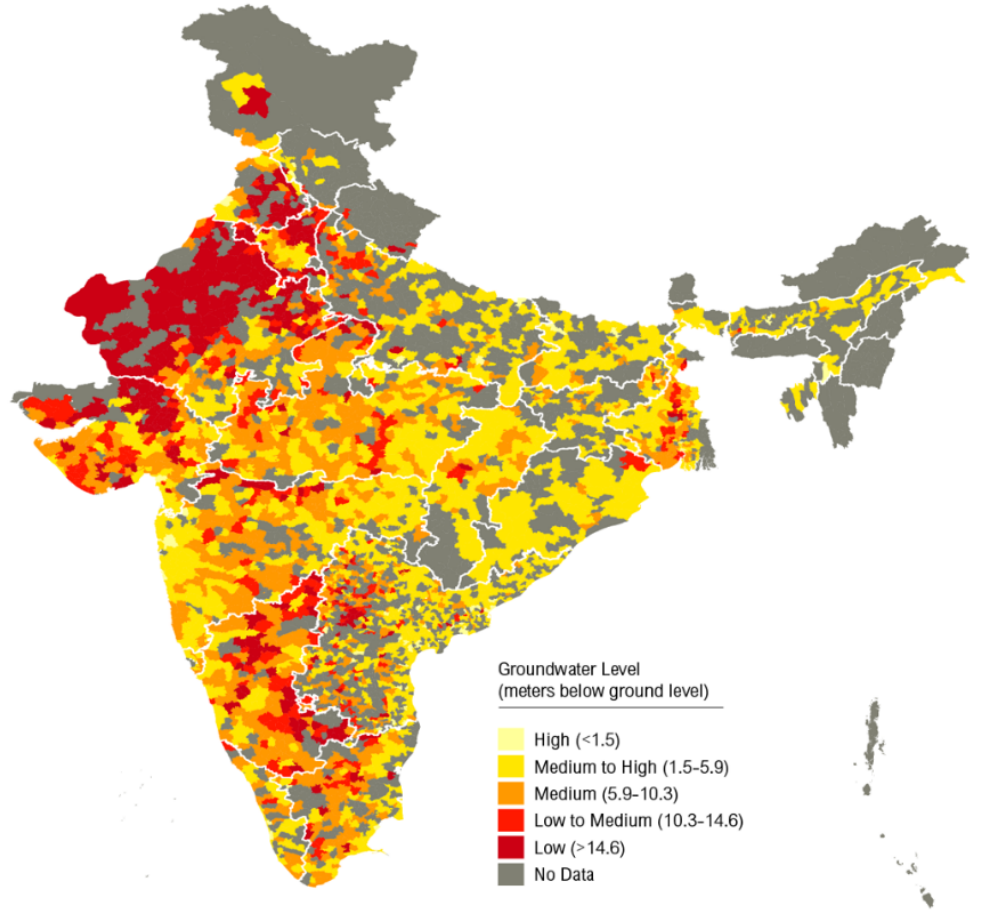 Groundwater Level
(meters below ground level)
High (<1.5)
Medium to High (1.5–5.9)
Medium (5.9–10.3)
Low to Medium (10.3–14.6)
Low (>14.6)
No Data